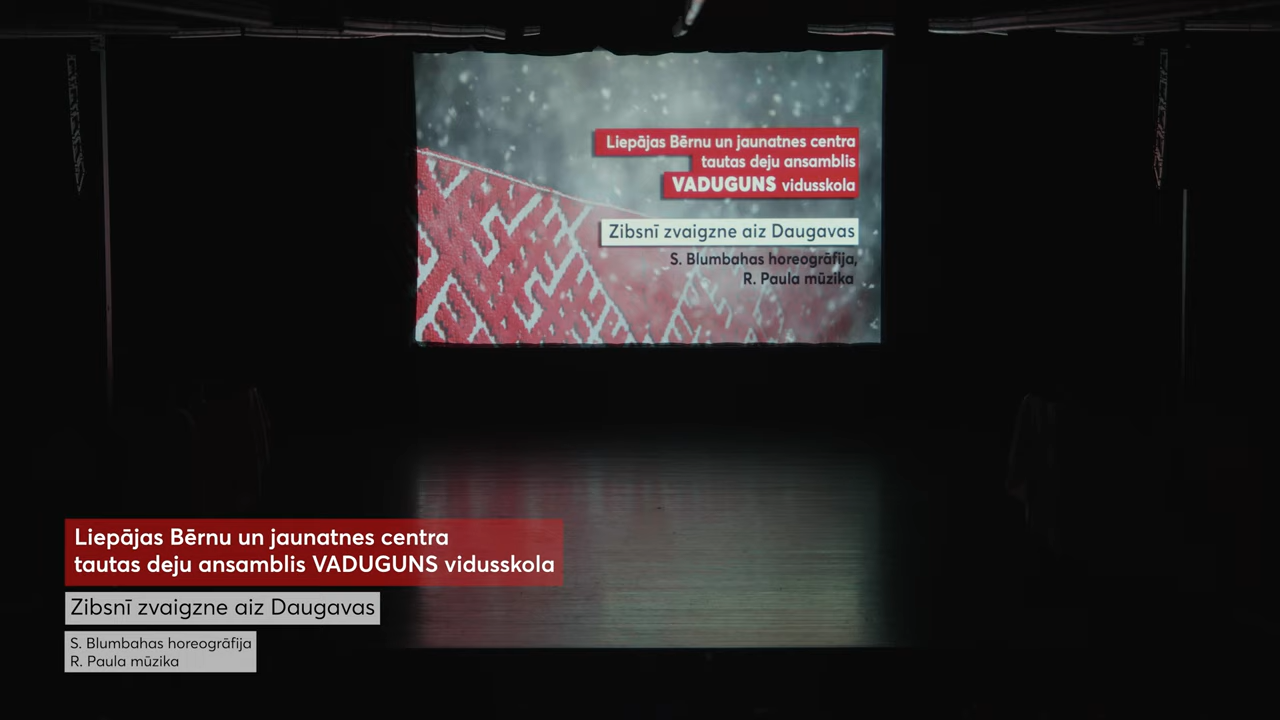 Liepājas Bērnu un jaunatnes centra
tautas deju ansamblis
VADUGUNS vidusskola
Zibsnī zvaigzne aiz Daugavas
S. Blumbahas horeogrāfija,
R. Paula mūzika
Liepājas Bērnu un jaunatnes centra
tautas deju ansamblis VADUGUNS vidusskola
Zibsnī zvaigzne aiz Daugavas
S. Blumbahas horeogrāfija
R. Paula mūzika